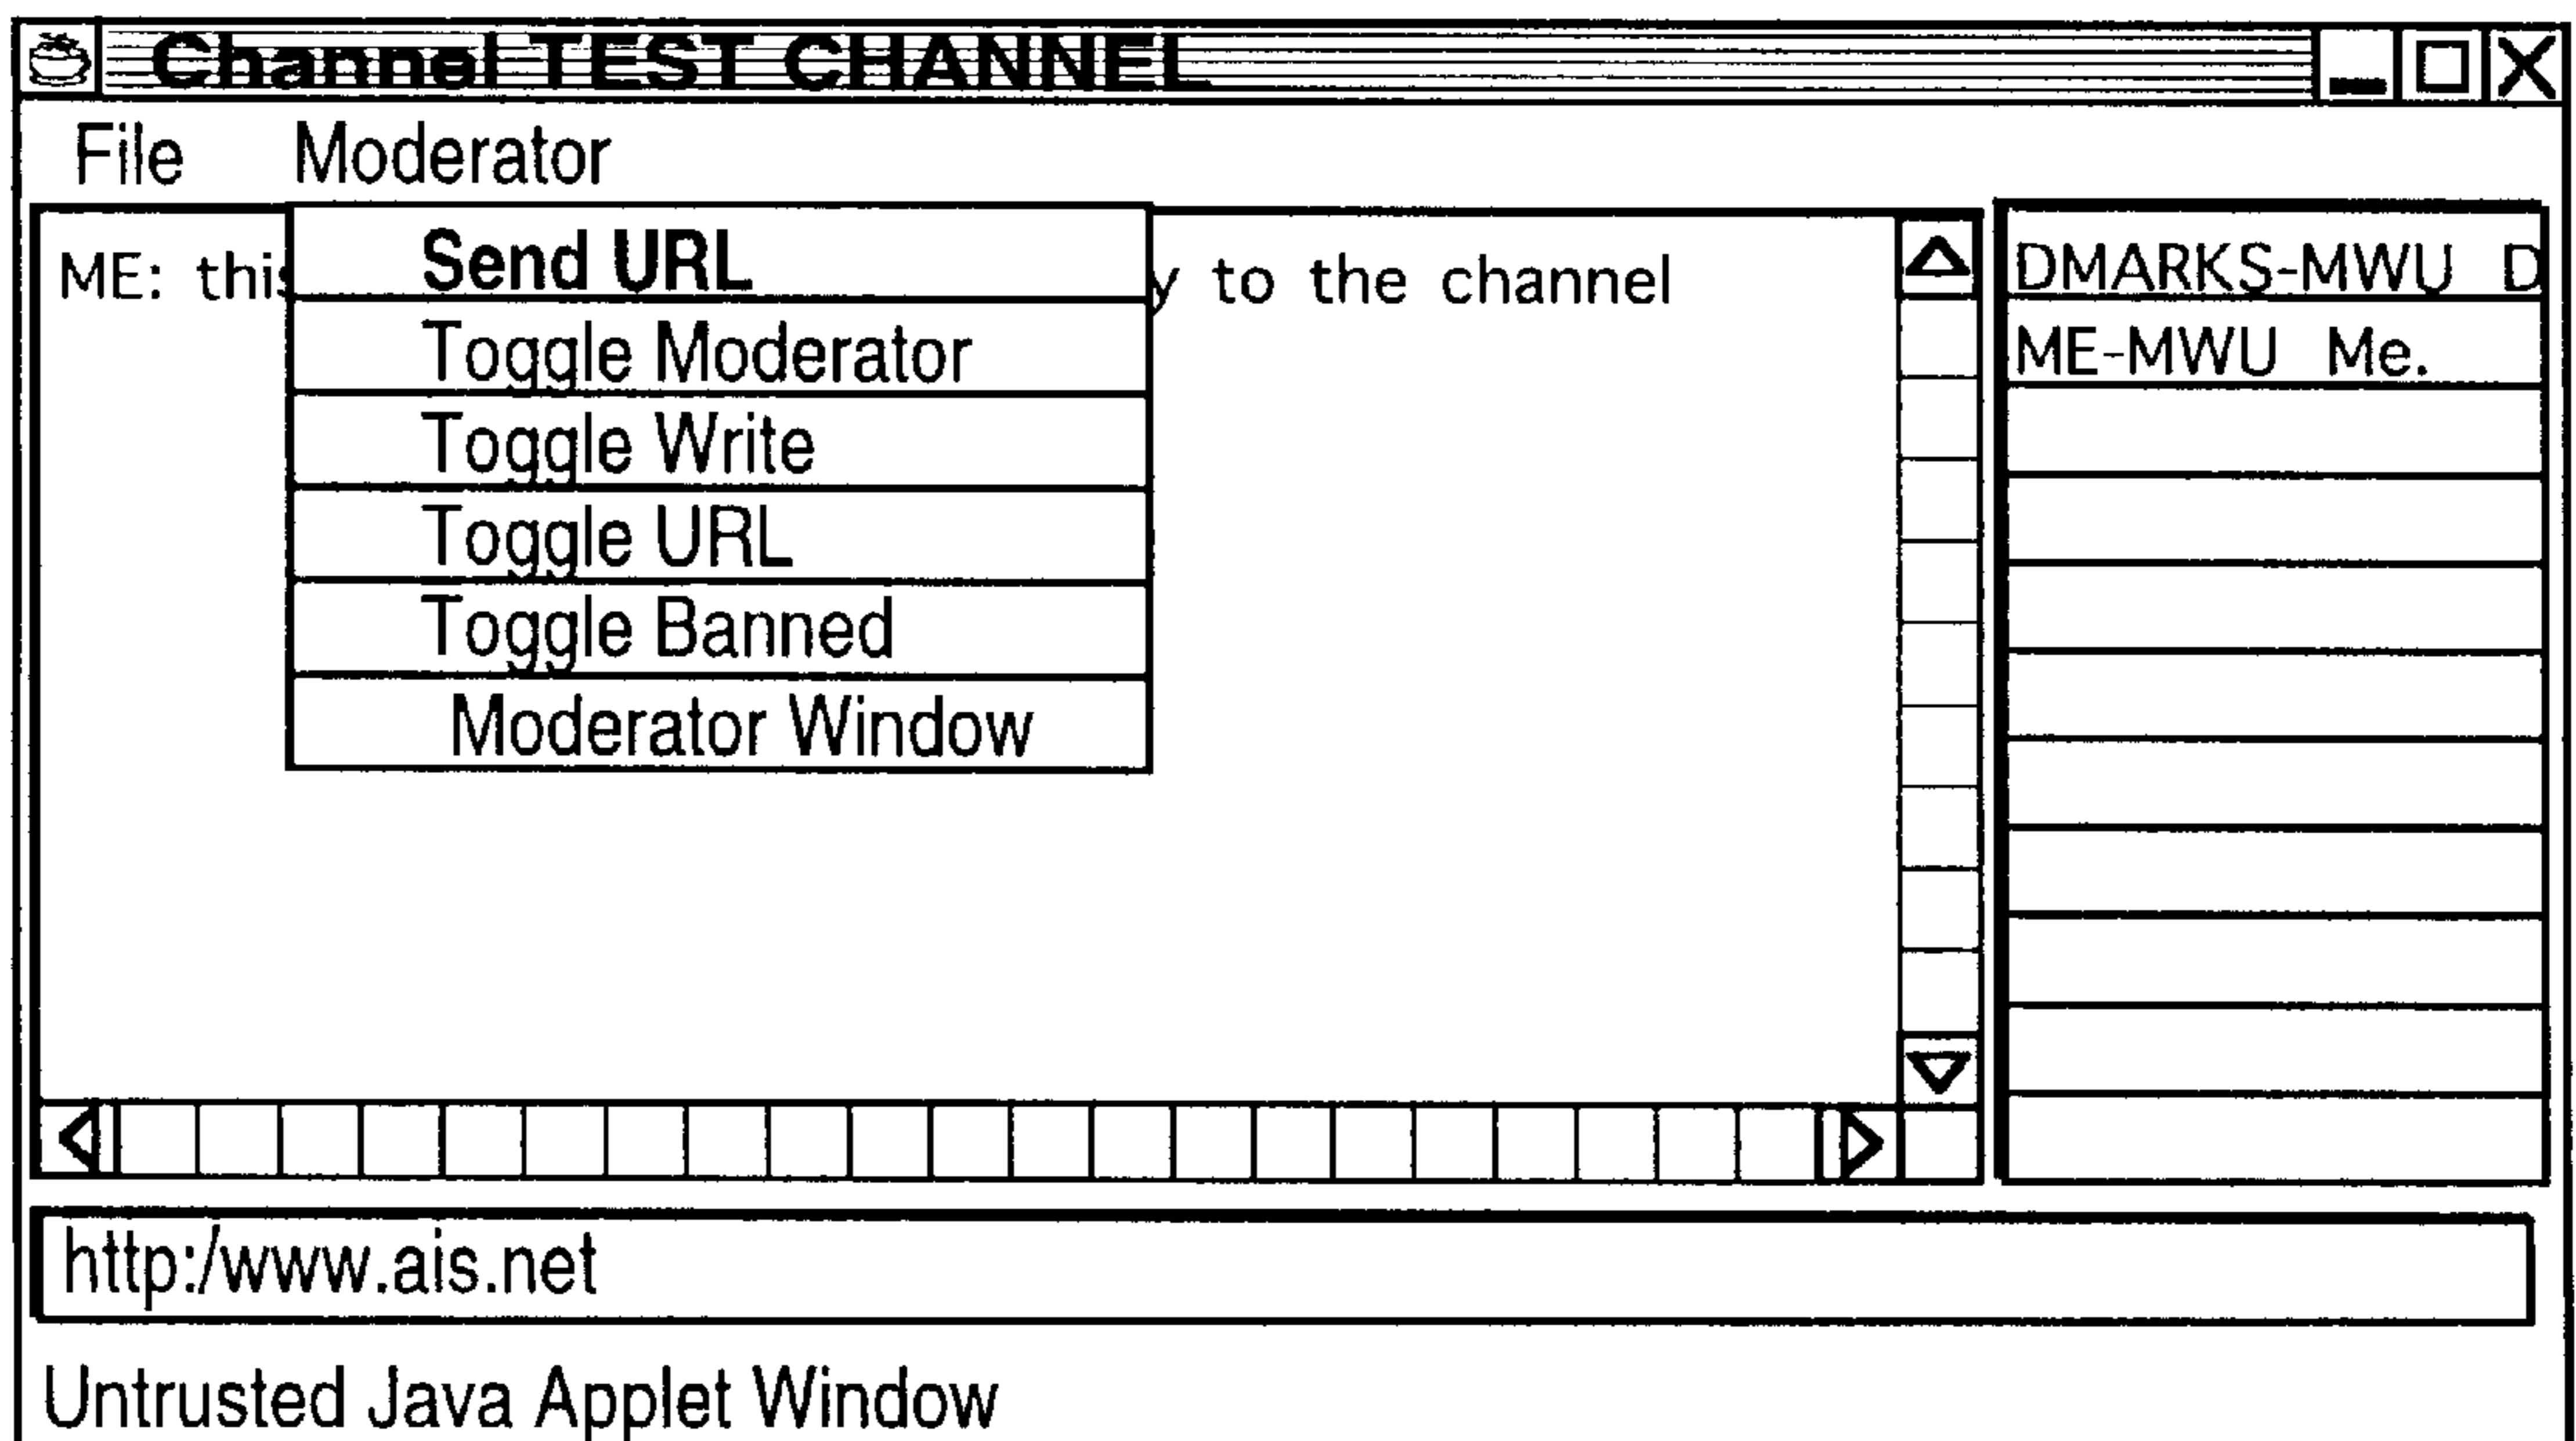 Channel TEST CHANNEL
File Moderator
ME: this y to the channel
Send URL
Toggle Moderator
Toggle Write
Toggle URL
Toggle Banned
Moderator Window
DMARKS-MWU D
ME-MWU Me.
http:/www.ais.net
Untrusted Java Applet Window